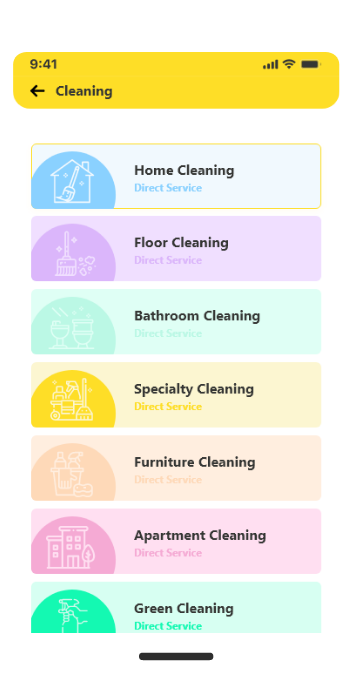 9:41
Cleaning
Home Cleaning
Direct Service
Floor Cleaning
Direct Service
Bathroom Cleaning
Direct Service
Specialty Cleaning
Direct Service
Furniture Cleaning
Direct Service
Apartment Cleaning
Direct Service
Green Cleaning
Direct Service